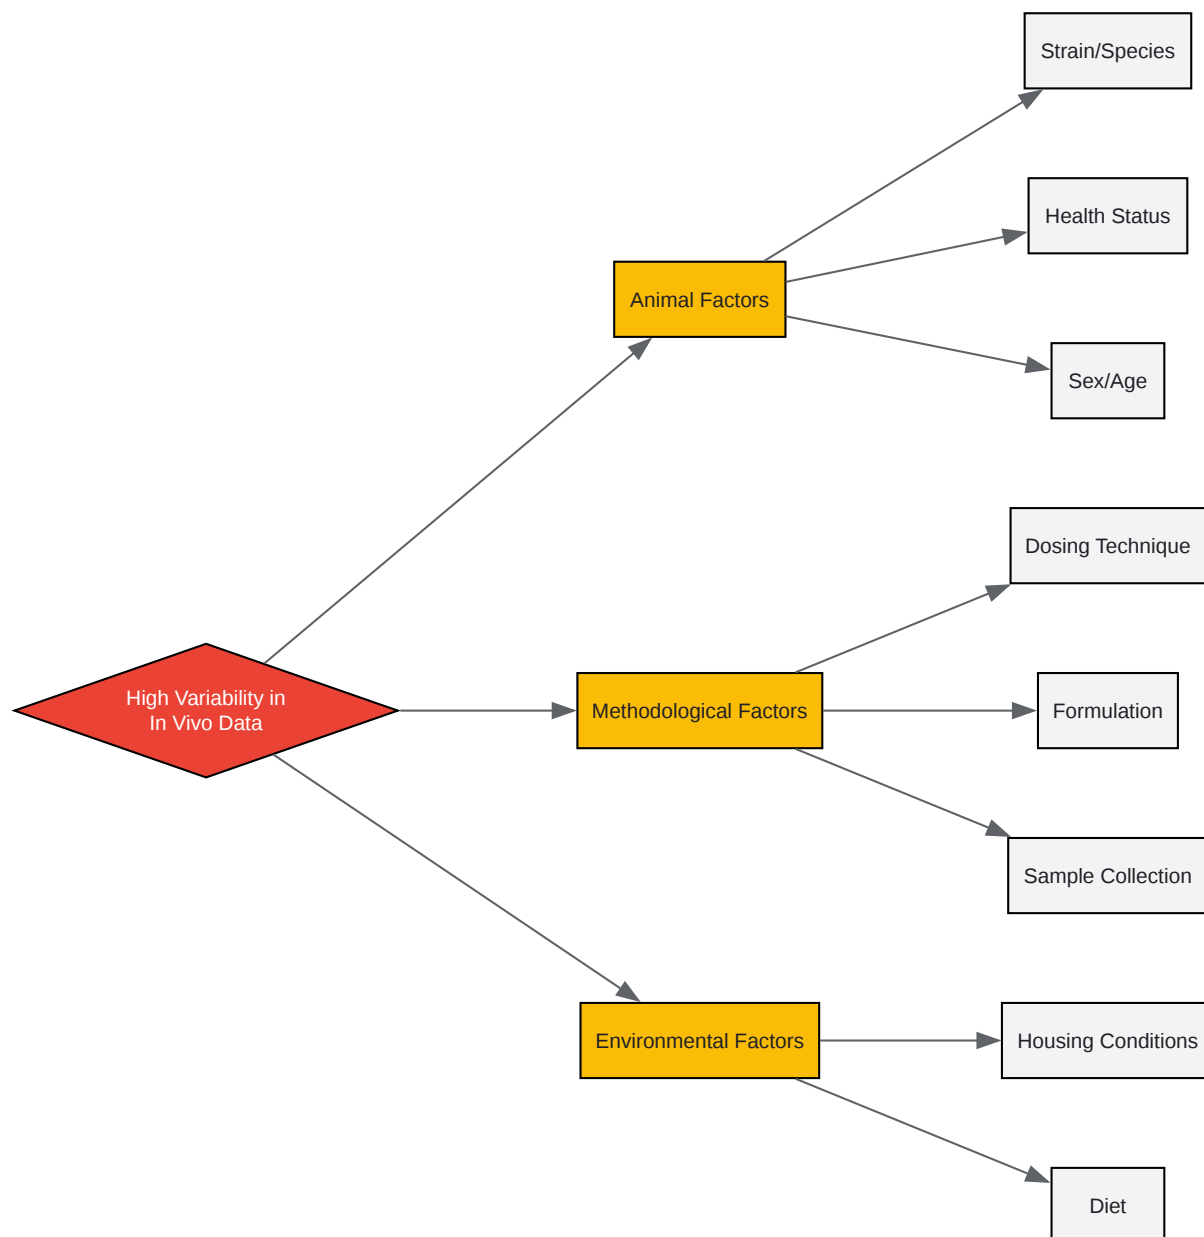 Strain/Species
Health Status
Animal Factors
Sex/Age
Dosing Technique
High Variability in
In Vivo Data
Methodological Factors
Formulation
Sample Collection
Environmental Factors
Housing Conditions
Diet